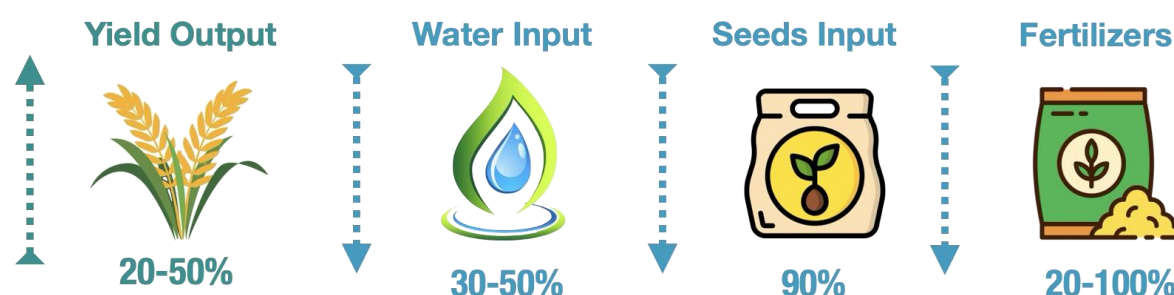 Yield Output
Water Input
Seeds Input
Fertilizers
20-50%
30-50%
90%
20-100%